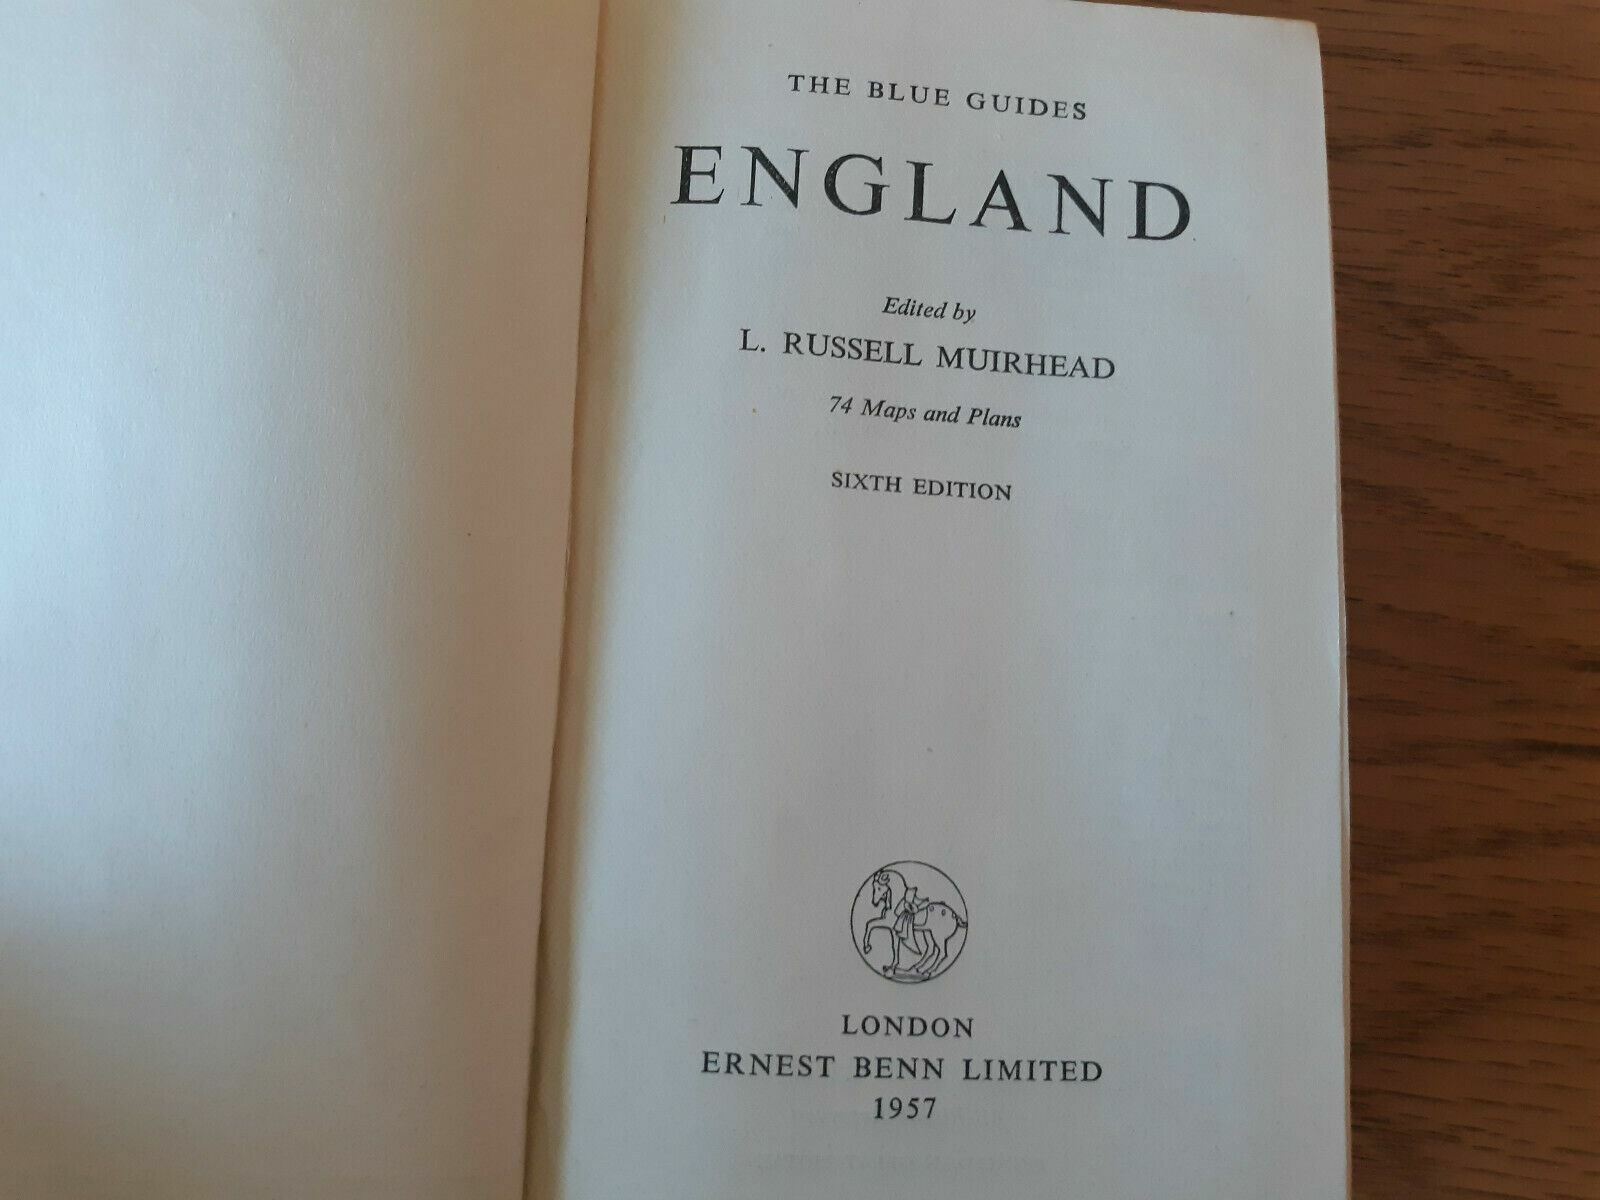 THE BLUE GUIDES
ENGLAND
Edited by
L. RUSSELL MUIRHEAD
74 Maps and Plans
SIXTH EDITION
LONDON
ERNEST BENN LIMITED
1957